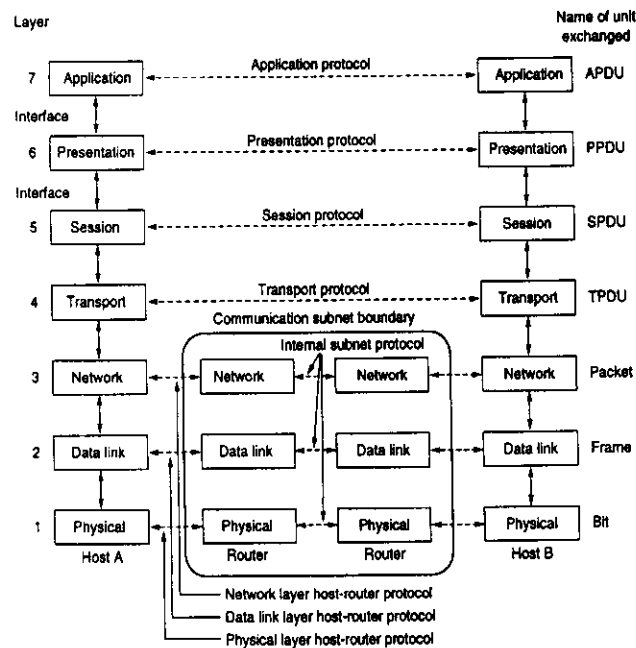 Layer
Name of unit
exchanged
Application protocol
7
Application
Application
APDU
Interface
Presentation protocol
6
Presentation
Presentation
PPDU
Interface
Session protocol
5
Session
Session
SPDU
Transport protocol
4
Transport
Transport
TPDU
Communication subnet boundary
Internal subnet protocol
3
Network
Network
Network
Network
Packet
2
Data link
Data link
Data link
Data link
Frame
1
Physical
Physical
Physical
Physical
Bit
Host A
Router
Router
Host B
Network layer host-router protocol
Data link layer host-router protocol
Physical layer host-router protocol